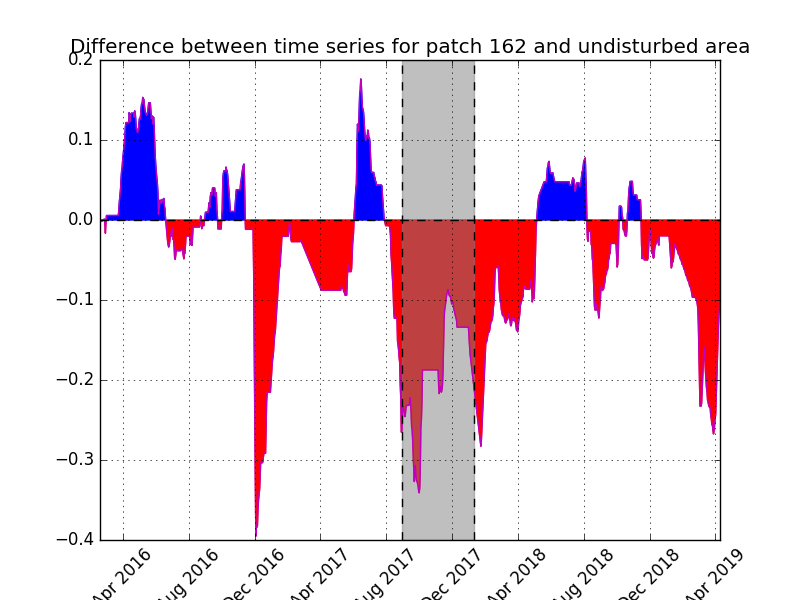 Difference between time series for patch 162 and undisturbed area
0.2
0.1
0.0
−0.1
−0.2
−0.3
−0.4
Apr 2016
Aug 2016
Dec 2016
Apr 2017
Aug 2017
Dec 2017
Apr 2018
Aug 2018
Dec 2018
Apr 2019